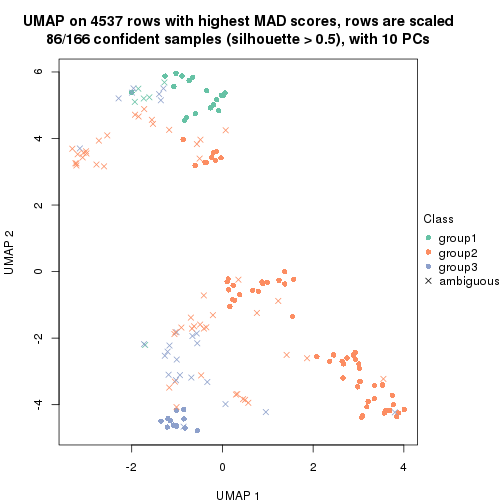 UMAP on 4537 rows with highest MAD scores, rows are scaled
86/166 confident samples (silhouette > 0.5), with 10 PCs
6
4
2
0
-2
-4
UMAP 2
-2
0
2
4
UMAP 1
Class
group1
group2
group3
ambiguous